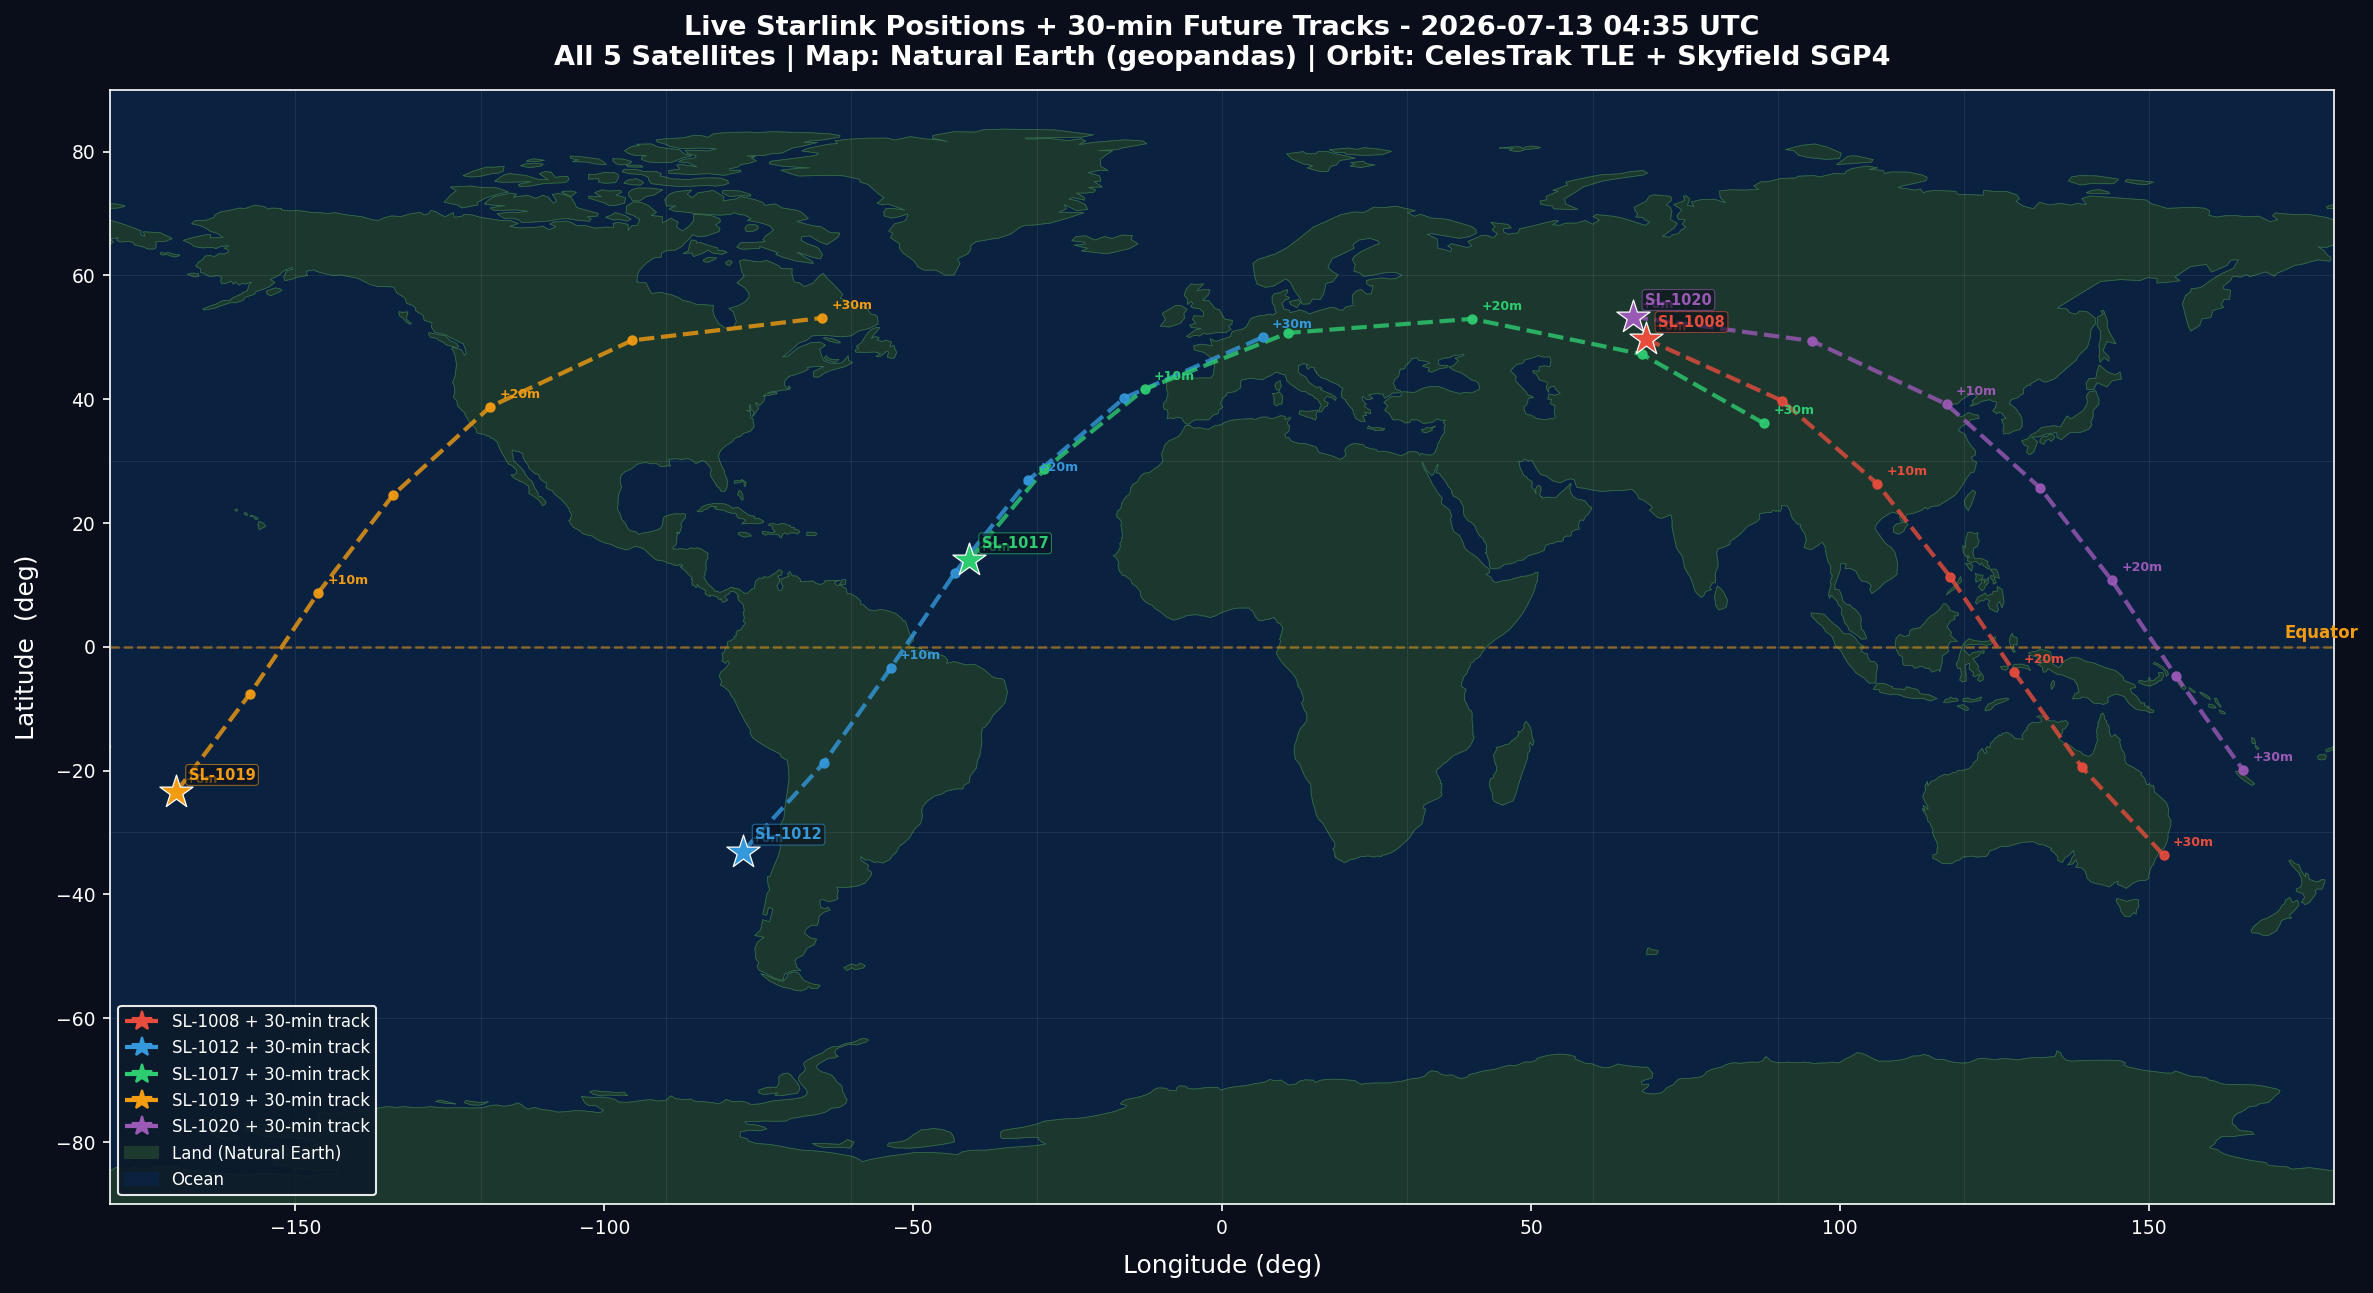 Live Starlink Positions + 30-min Future Tracks - 2026-07-13 04:35 UTC
All 5 Satellites | Map: Natural Earth (geopandas) | Orbit: CelesTrak TLE + Skyfield SGP4
Latitude (deg)
80
60
40
20
0
−20
−40
−60
−80
+30m
+20m
+10m
SL-1019
+30m
+20m
+10m
SL-1012
+20m
+10m
+30m
SL-1017
SL-1020
+10m
+20m
+30m
SL-1008
+10m
+20m
+30m
Equator
SL-1008 + 30-min track
SL-1012 + 30-min track
SL-1017 + 30-min track
SL-1019 + 30-min track
SL-1020 + 30-min track
Land (Natural Earth)
Ocean
−150
−100
−50
0
50
100
150
Longitude (deg)